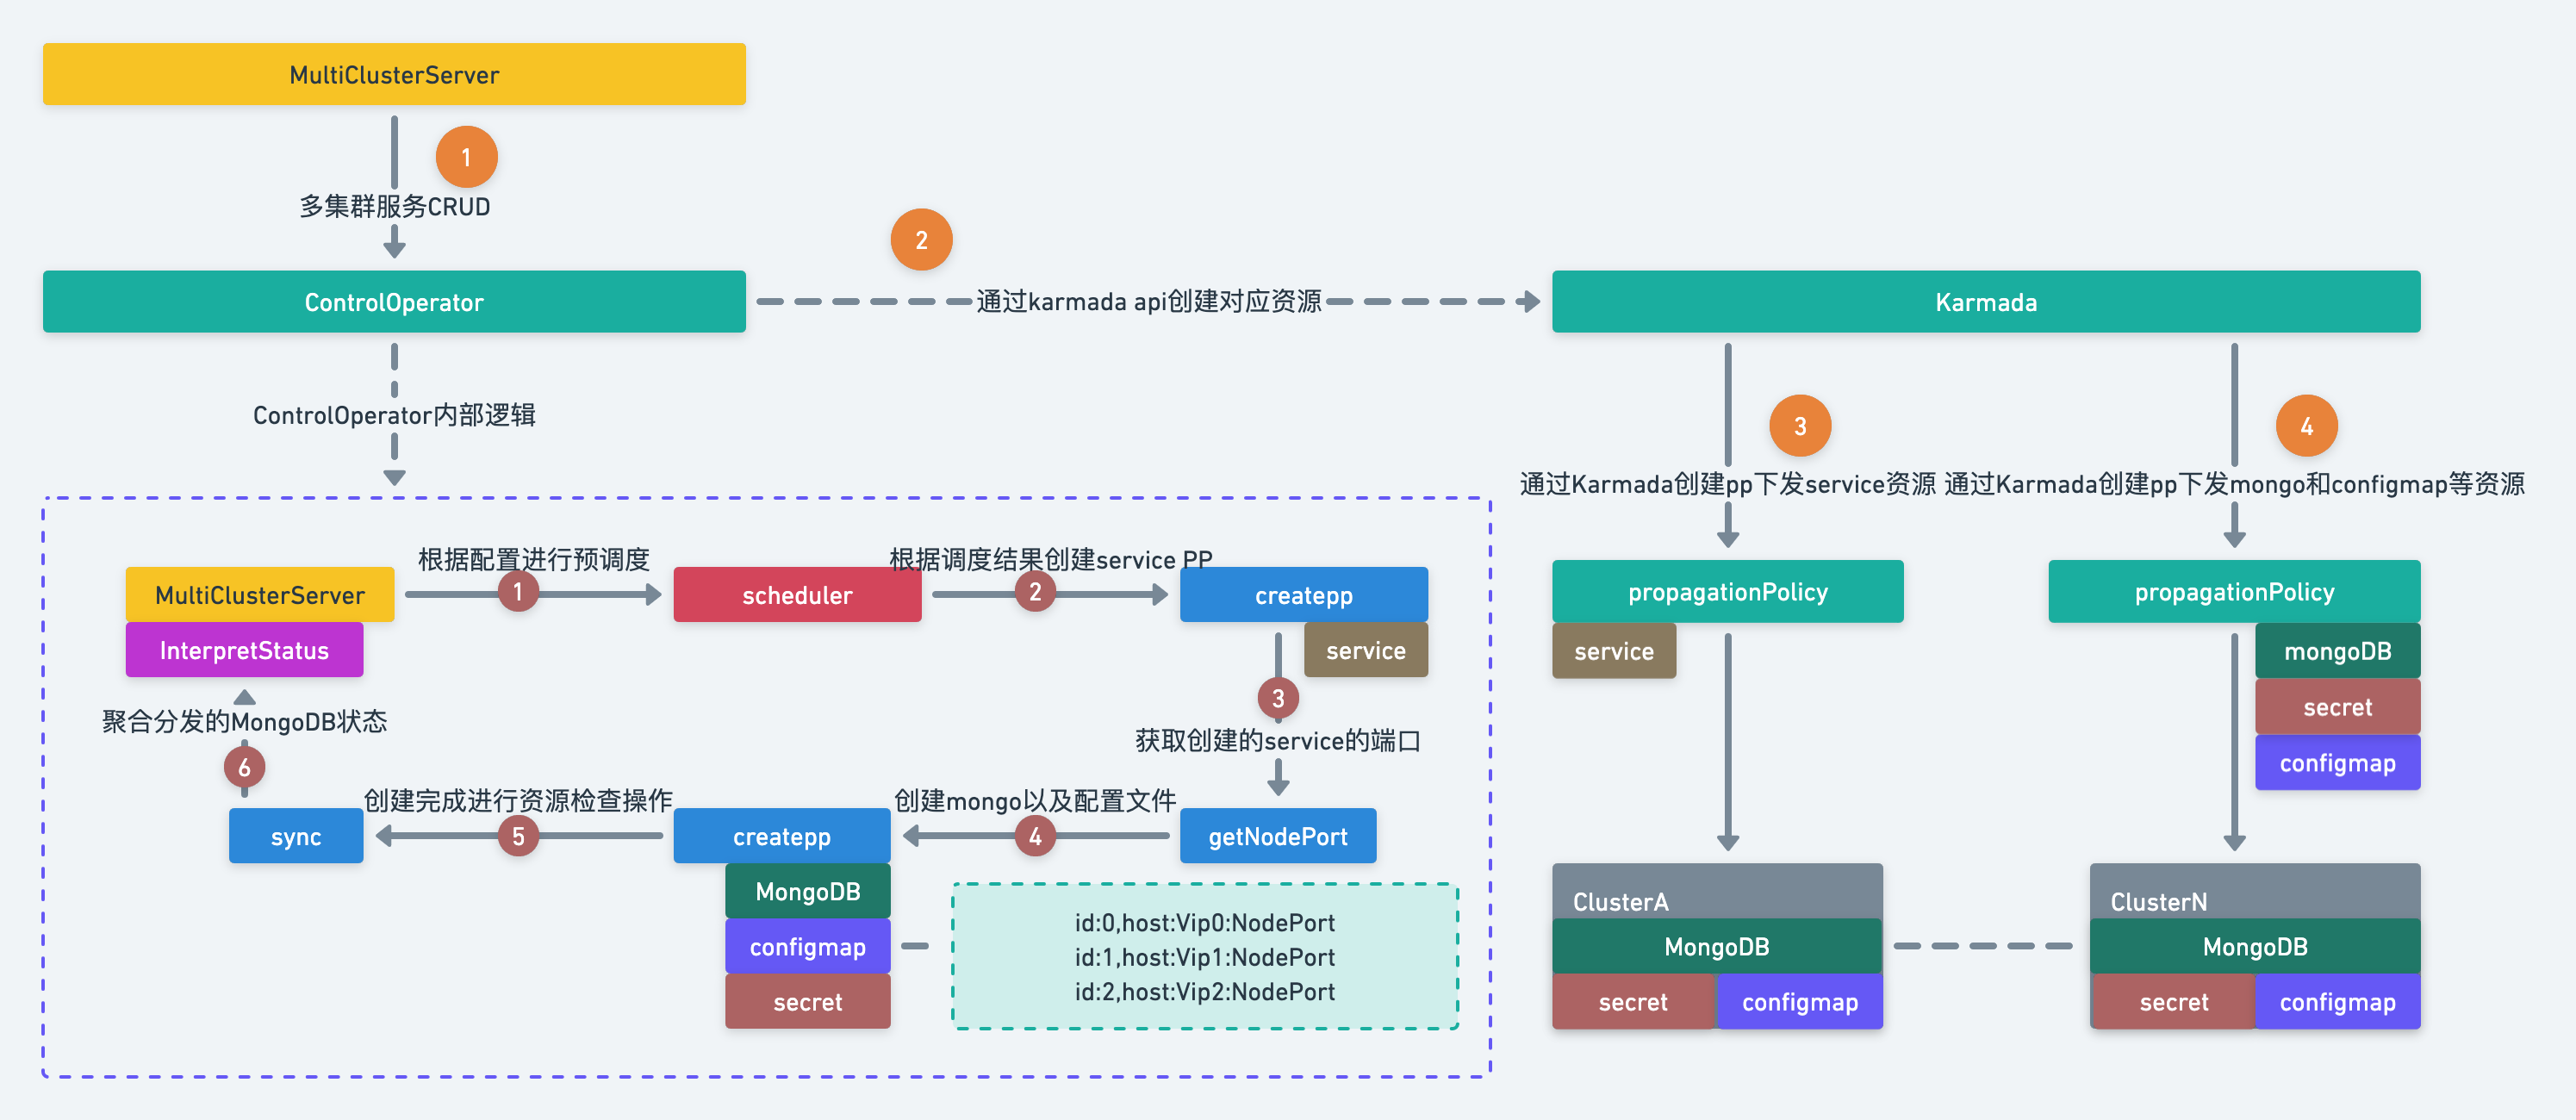 MultiClusterServer
1
多集群服务CRUD
2
ControlOperator
通过karmada api创建对应资源
Karmada
ControlOperator内部逻辑
3
4
通过Karmada创建pp下发service资源
通过Karmada创建pp下发mongo和configmap等资源
根据配置进行预调度
根据调度结果创建service PP
MultiClusterServer
1
scheduler
2
createpp
InterpretStatus
service
3
聚合分发的MongoDB状态
获取创建的service的端口
6
创建完成进行资源检查操作
创建mongo以及配置文件
sync
5
createpp
4
getNodePort
MongoDB
configmap
secret
id:0,host:Vip0:NodePort
id:1,host:Vip1:NodePort
id:2,host:Vip2:NodePort
propagationPolicy
service
propagationPolicy
mongoDB
secret
configmap
ClusterA
MongoDB
secret
configmap
ClusterN
MongoDB
secret
configmap